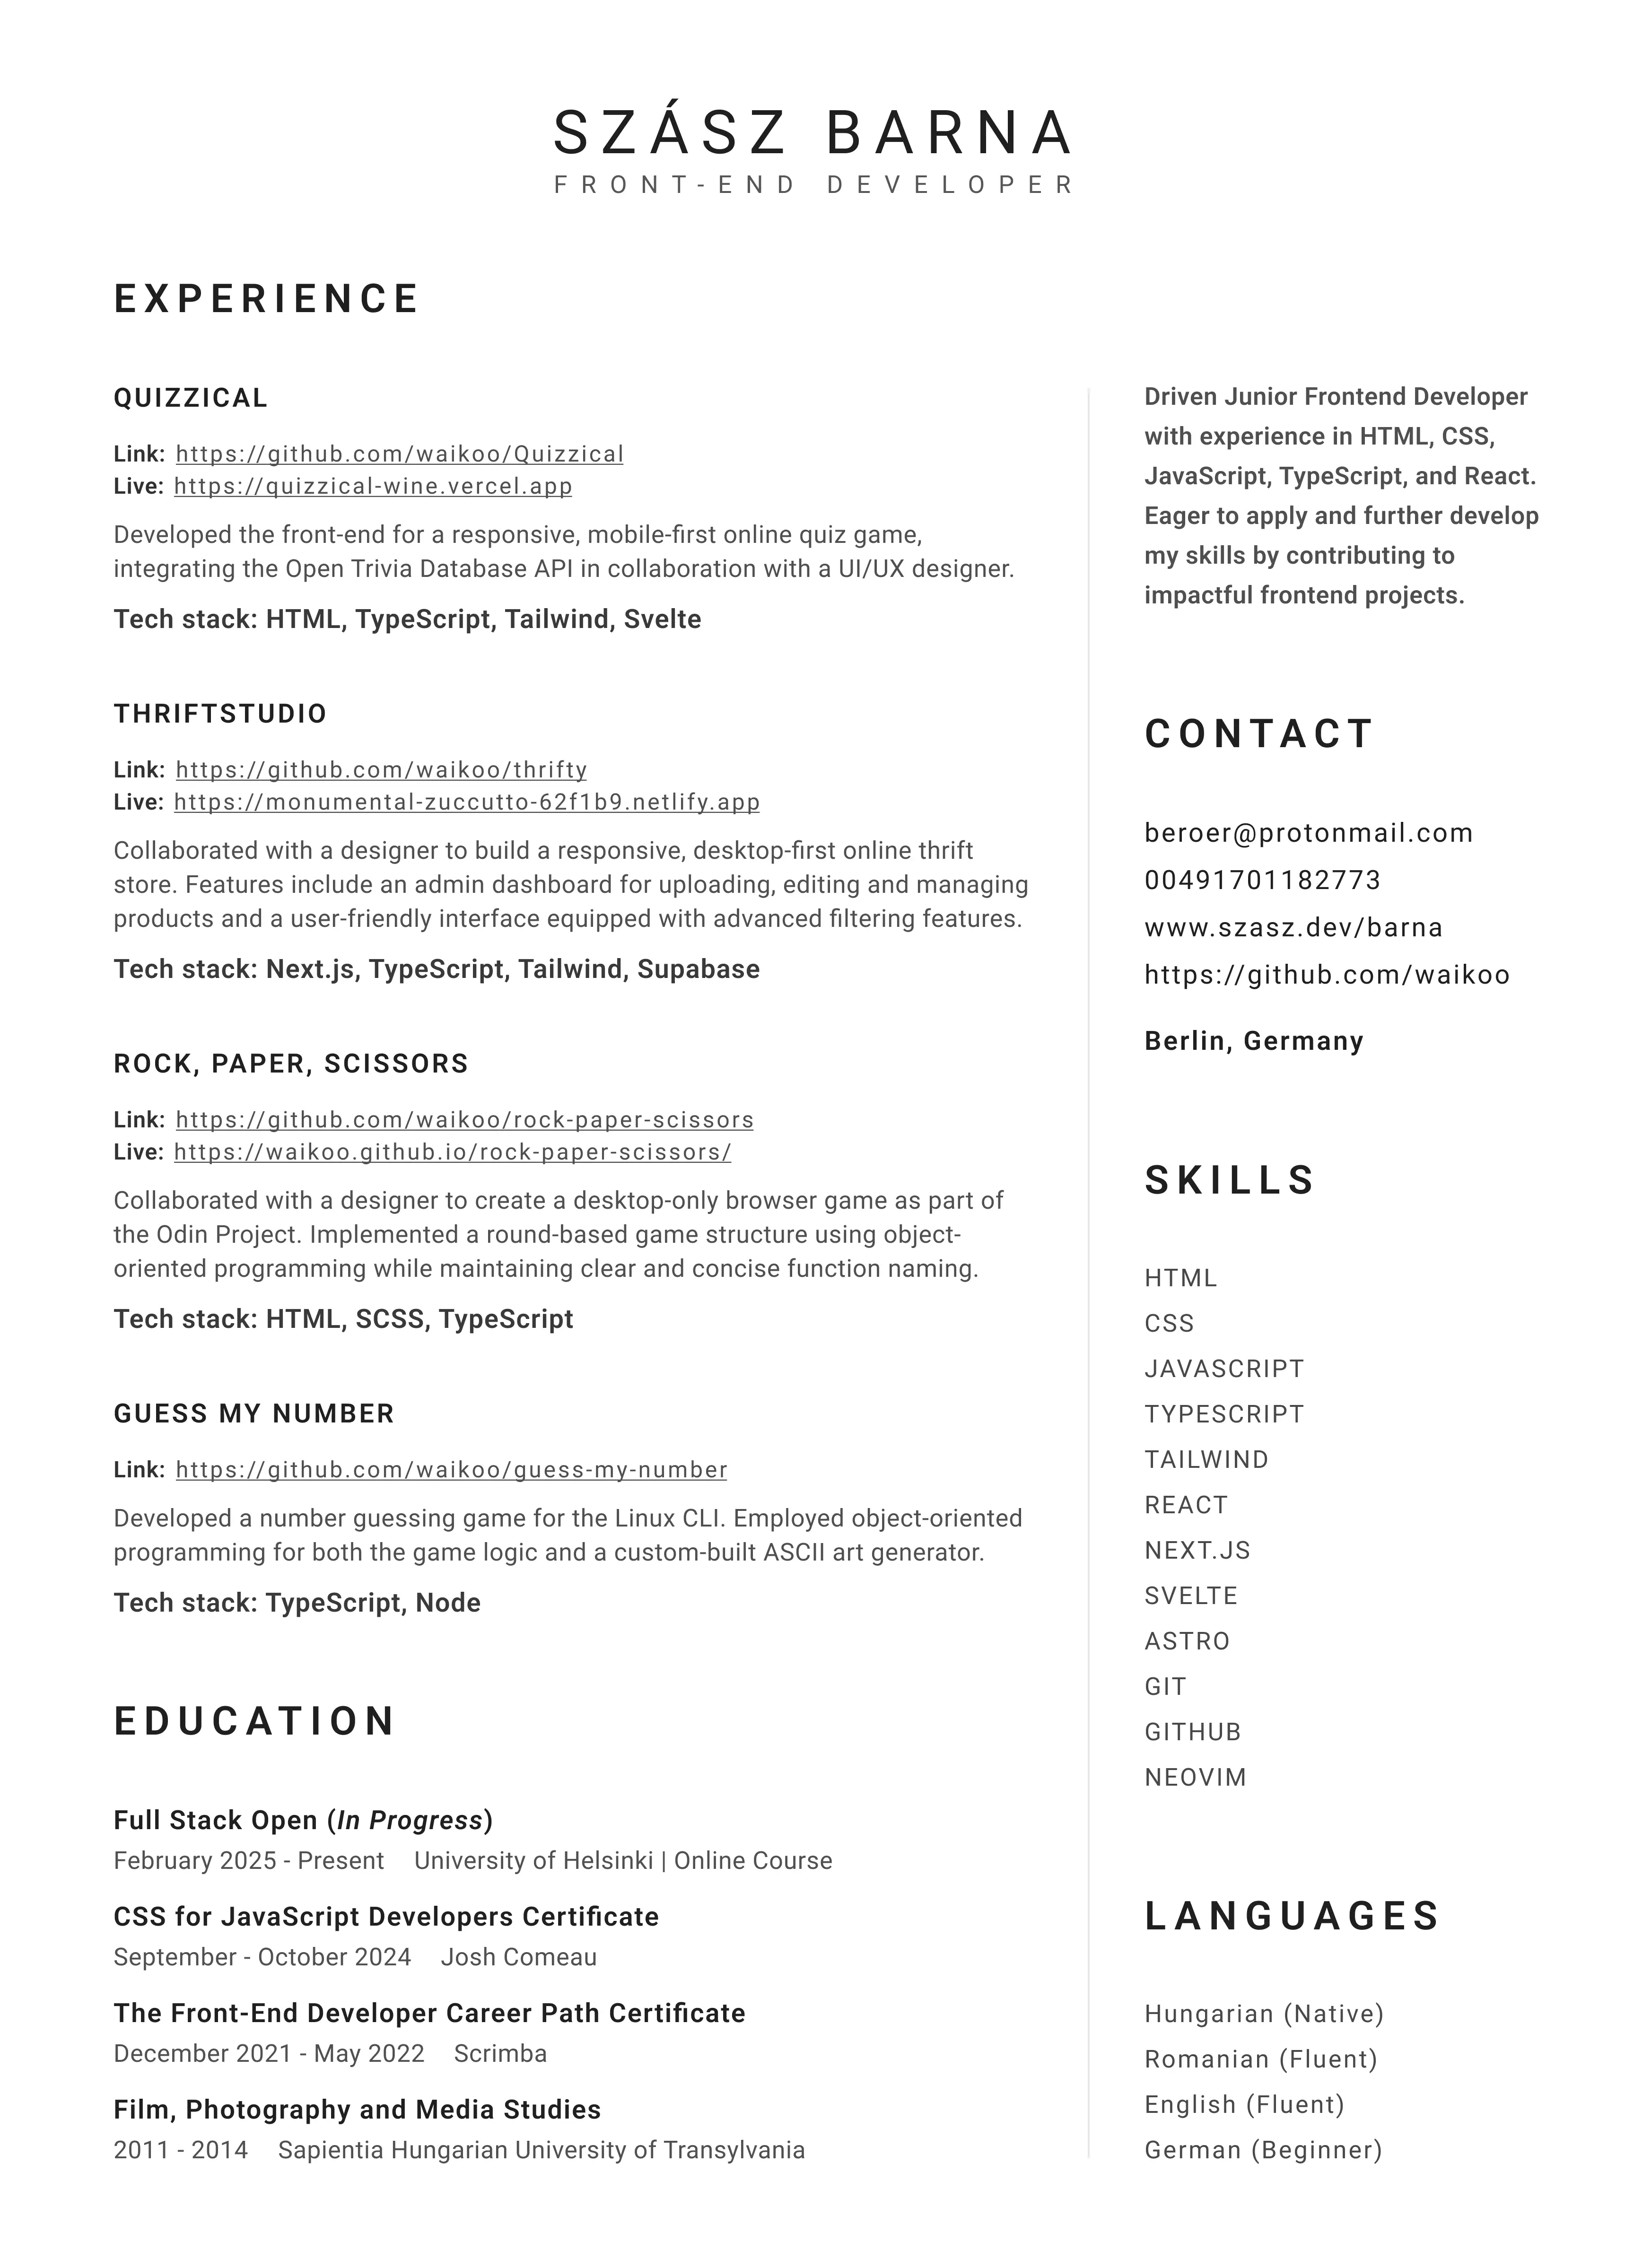 SZÁSZ BARNA
FRONT-END DEVELOPER
EXPERIENCE
QUIZZICAL
Link: https://github.com/waikoo/Quizzical
Live: https://quizzical-wine.vercel.app
Developed the front-end for a responsive, mobile-first online quiz game,
integrating the Open Trivia Database API in collaboration with a UI/UX designer.
Tech stack: HTML, TypeScript, Tailwind, Svelte
THRIFTSTUDIO
Link: https://github.com/waikoo/thrifty
Live: https://monumental-zuccutto-62f1b9.netlify.app
Collaborated with a designer to build a responsive, desktop-first online thrift
store. Features include an admin dashboard for uploading, editing and managing
products and a user-friendly interface equipped with advanced filtering features.
Tech stack: Next.js, TypeScript, Tailwind, Supabase
ROCK, PAPER, SCISSORS
Link: https://github.com/waikoo/rock-paper-scissors
Live: https://waikoo.github.io/rock-paper-scissors/
Collaborated with a designer to create a desktop-only browser game as part of
the Odin Project. Implemented a round-based game structure using object-
oriented programming while maintaining clear and concise function naming.
Tech stack: HTML, SCSS, TypeScript
GUESS MY NUMBER
Link: https://github.com/waikoo/guess-my-number
Developed a number guessing game for the Linux CLI. Employed object-oriented
programming for both the game logic and a custom-built ASCII art generator.
Tech stack: TypeScript, Node
EDUCATION
Full Stack Open (In Progress)
February 2025 - Present University of Helsinki | Online Course
CSS for JavaScript Developers Certificate
September - October 2024 Josh Comeau
The Front-End Developer Career Path Certificate
December 2021 - May 2022 Scrimba
Film, Photography and Media Studies
2011 - 2014 Sapientia Hungarian University of Transylvania
Driven Junior Frontend Developer
with experience in HTML, CSS,
JavaScript, TypeScript, and React.
Eager to apply and further develop
my skills by contributing to
impactful frontend projects.
CONTACT
beroer@protonmail.com
00491701182773
www.szasz.dev/barna
https://github.com/waikoo
Berlin, Germany
SKILLS
HTML
CSS
JAVASCRIPT
TYPESCRIPT
TAILWIND
REACT
NEXT.JS
SVELTE
ASTRO
GIT
GITHUB
NEOVIM
LANGUAGES
Hungarian (Native)
Romanian (Fluent)
English (Fluent)
German (Beginner)